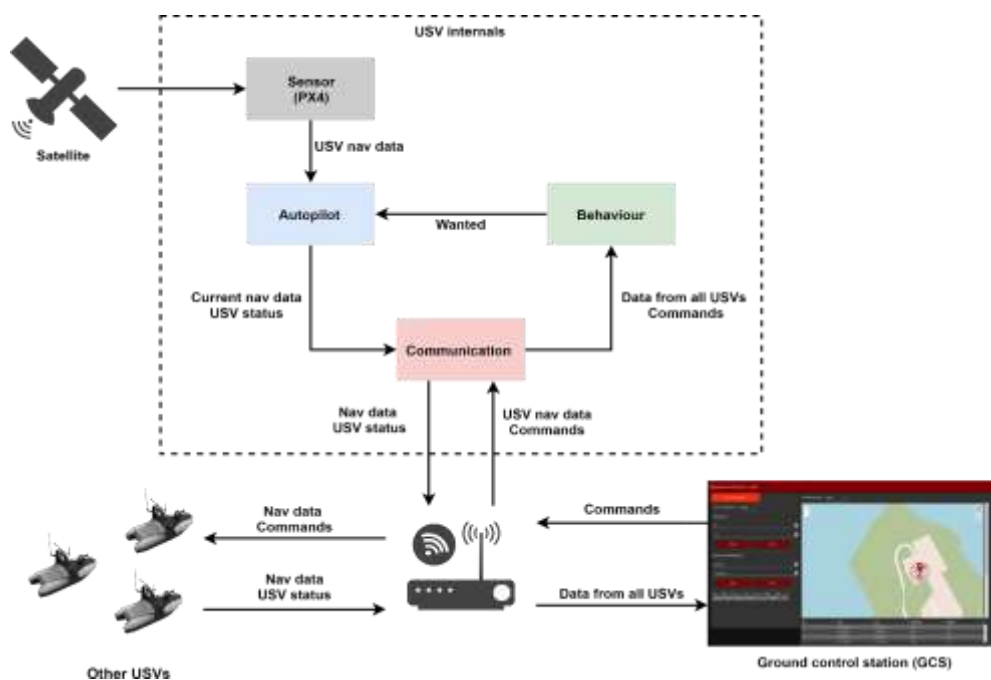 USV internals
Sensor
(PX4)
Satellite
USV nav data
Autopilot
Behaviour
Wanted
Current nav data
USV status
Data from all USVs
Commands
Communication
Nav data
USV status
USV nav data
Commands
Nav data
Commands
Commands
Nav data
USV status
Data from all USVs
Other USVs
Ground control station (GCS)